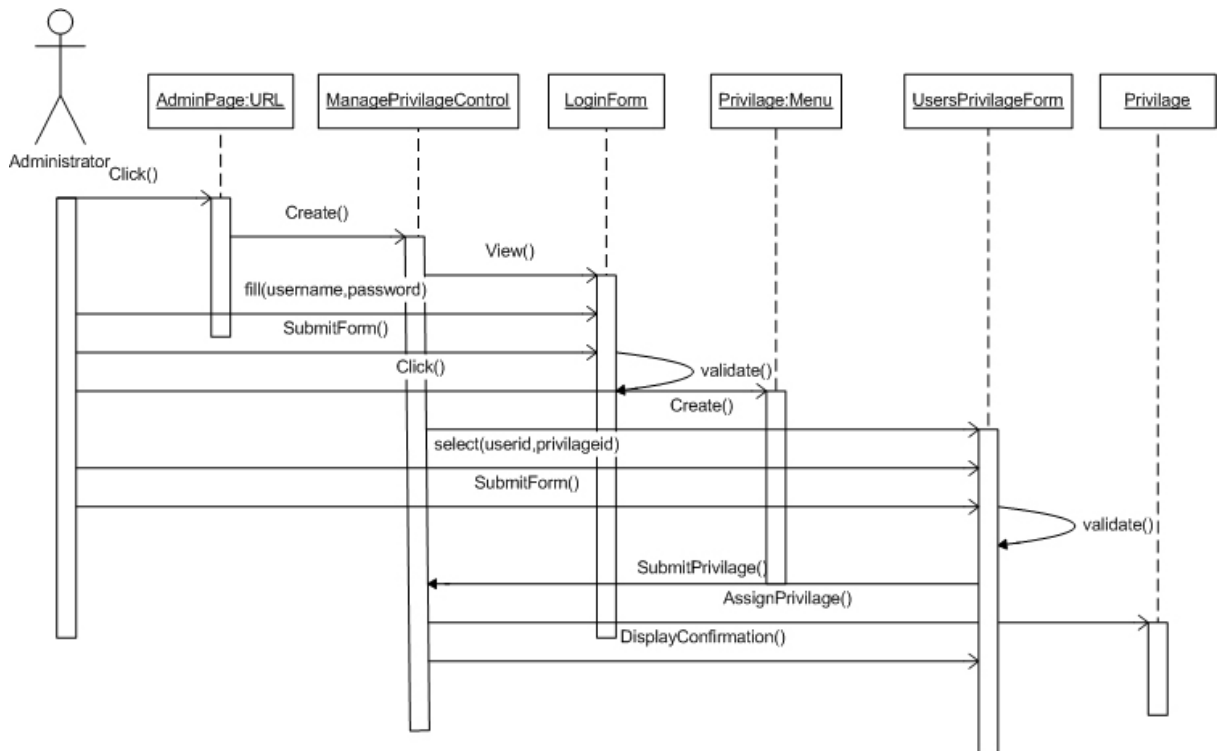 AdminPage:URL
ManagePrivilageControl
LoginForm
Privilage:Menu
UsersPrivilageForm
Privilage
Administrator
Click()
Create()
View()
fill(username,password)
SubmitForm()
Click()
validate()
Create()
select(userid,privilageid)
SubmitForm()
validate()
SubmitPrivilage()
AssignPrivilage()
DisplayConfirmation()